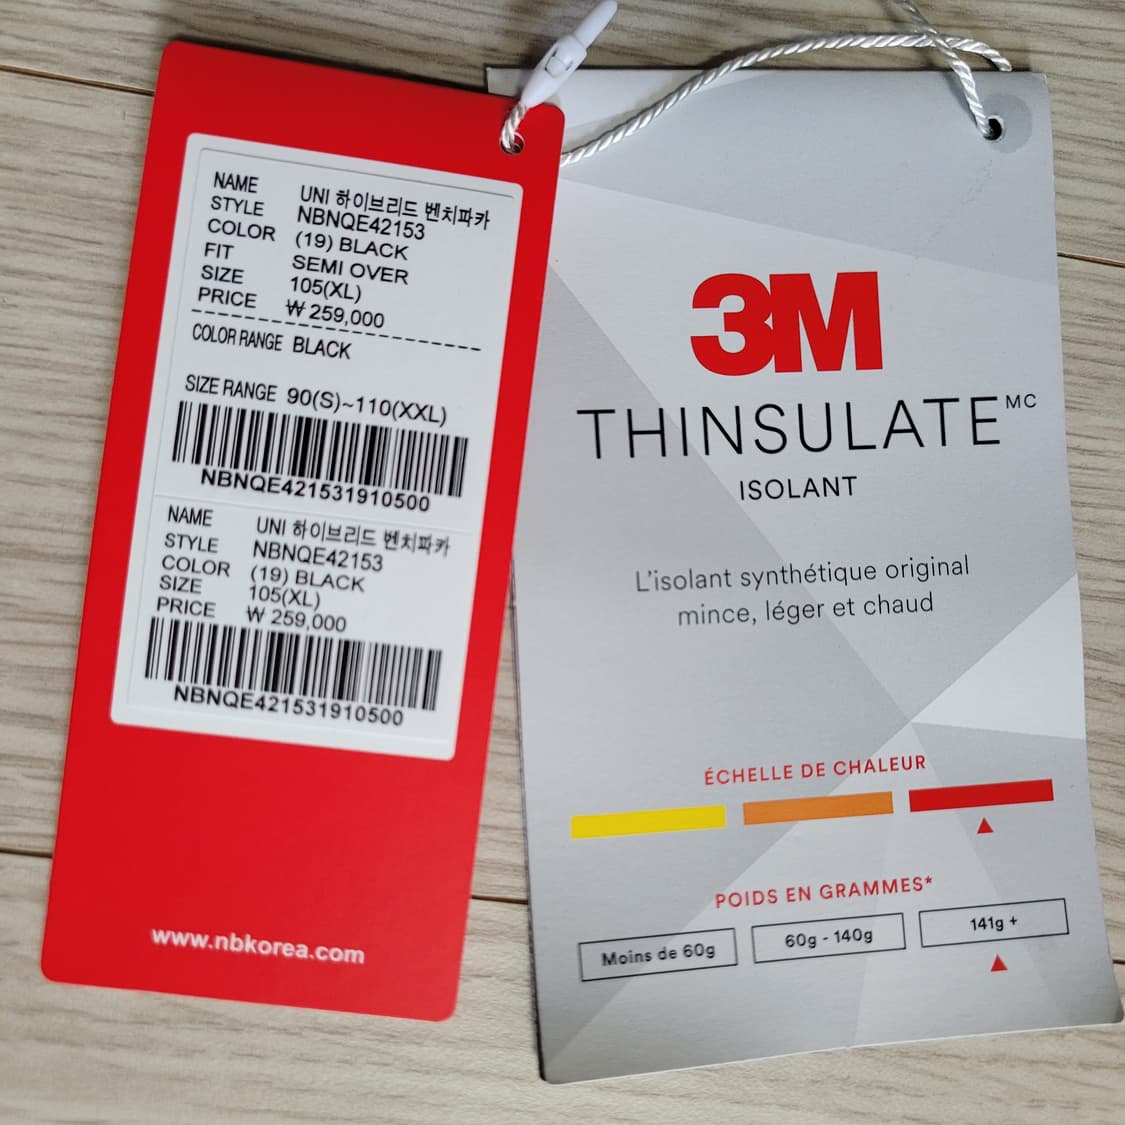 NAME UNI 하이브리드 벤치파카
STYLE NBNQE42153
COLOR (19) BLACK
FIT SEMI OVER
SIZE 105(XL)
PRICE ₩ 259,000
COLOR RANGE BLACK
SIZE RANGE 90(S)~110(XXL)
NBNQE421531910500
NAME UNI 하이브리드 벤치파카
STYLE NBNQE42153
COLOR (19) BLACK
SIZE 105(XL)
PRICE ₩ 259,000
NBNQE421531910500
www.nbkorea.com
3M
THINSULATE MC
ISOLANT
L'isolant synthétique original
mince, léger et chaud
ÉCHELLE DE CHALEUR
POIDS EN GRAMMES*
Moins de 60g 60g - 140g 141g +